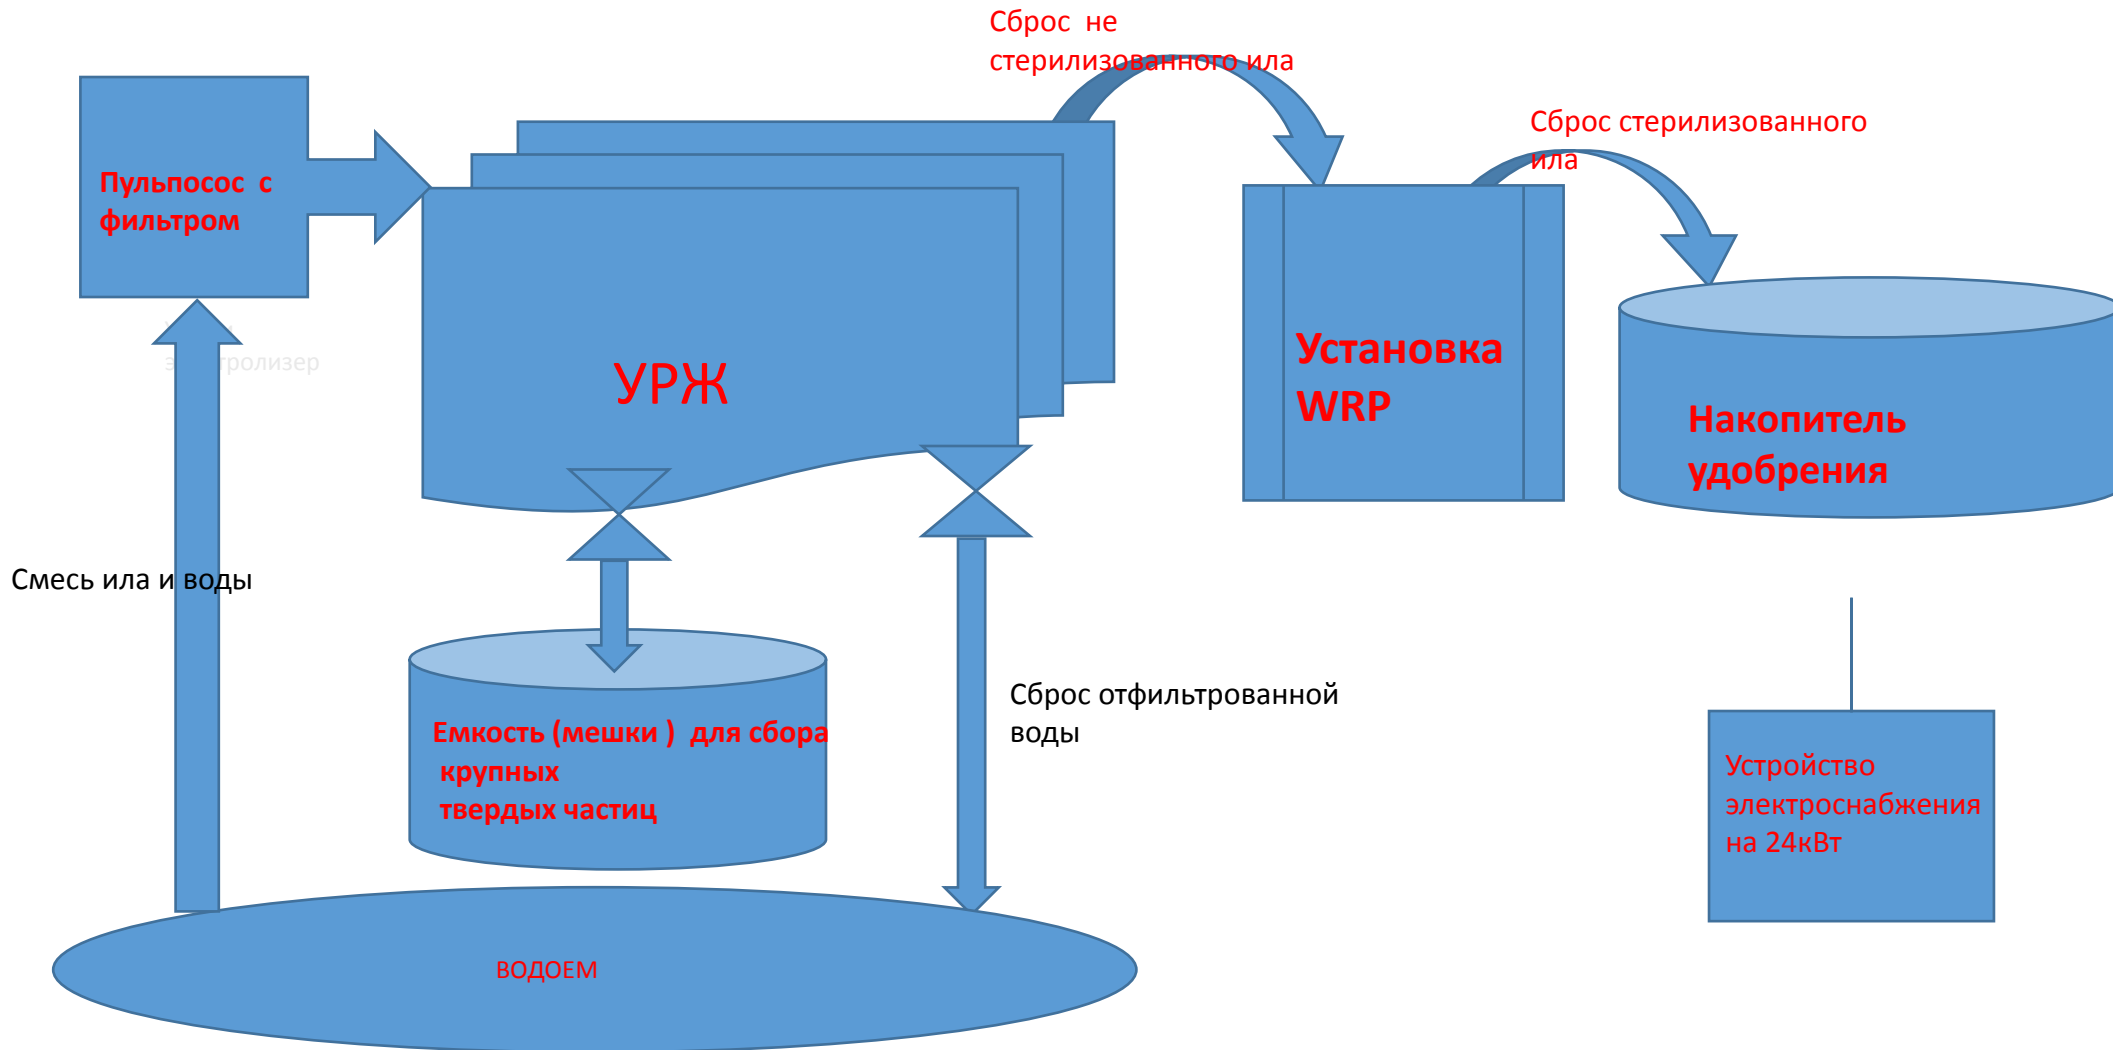 Сброс не
стерилизованного ила
Сброс стерилизованного
ила
Пульпосос с
фильтром
УРЖ
Установка
WRP
Накопитель
удобрения
Смесь ила и воды
Сброс отфильтрованной
воды
Емкость (мешки ) для сбора
крупных
твердых частиц
Устройство
электроснабжения
на 24кВт
ВОДОЕМ